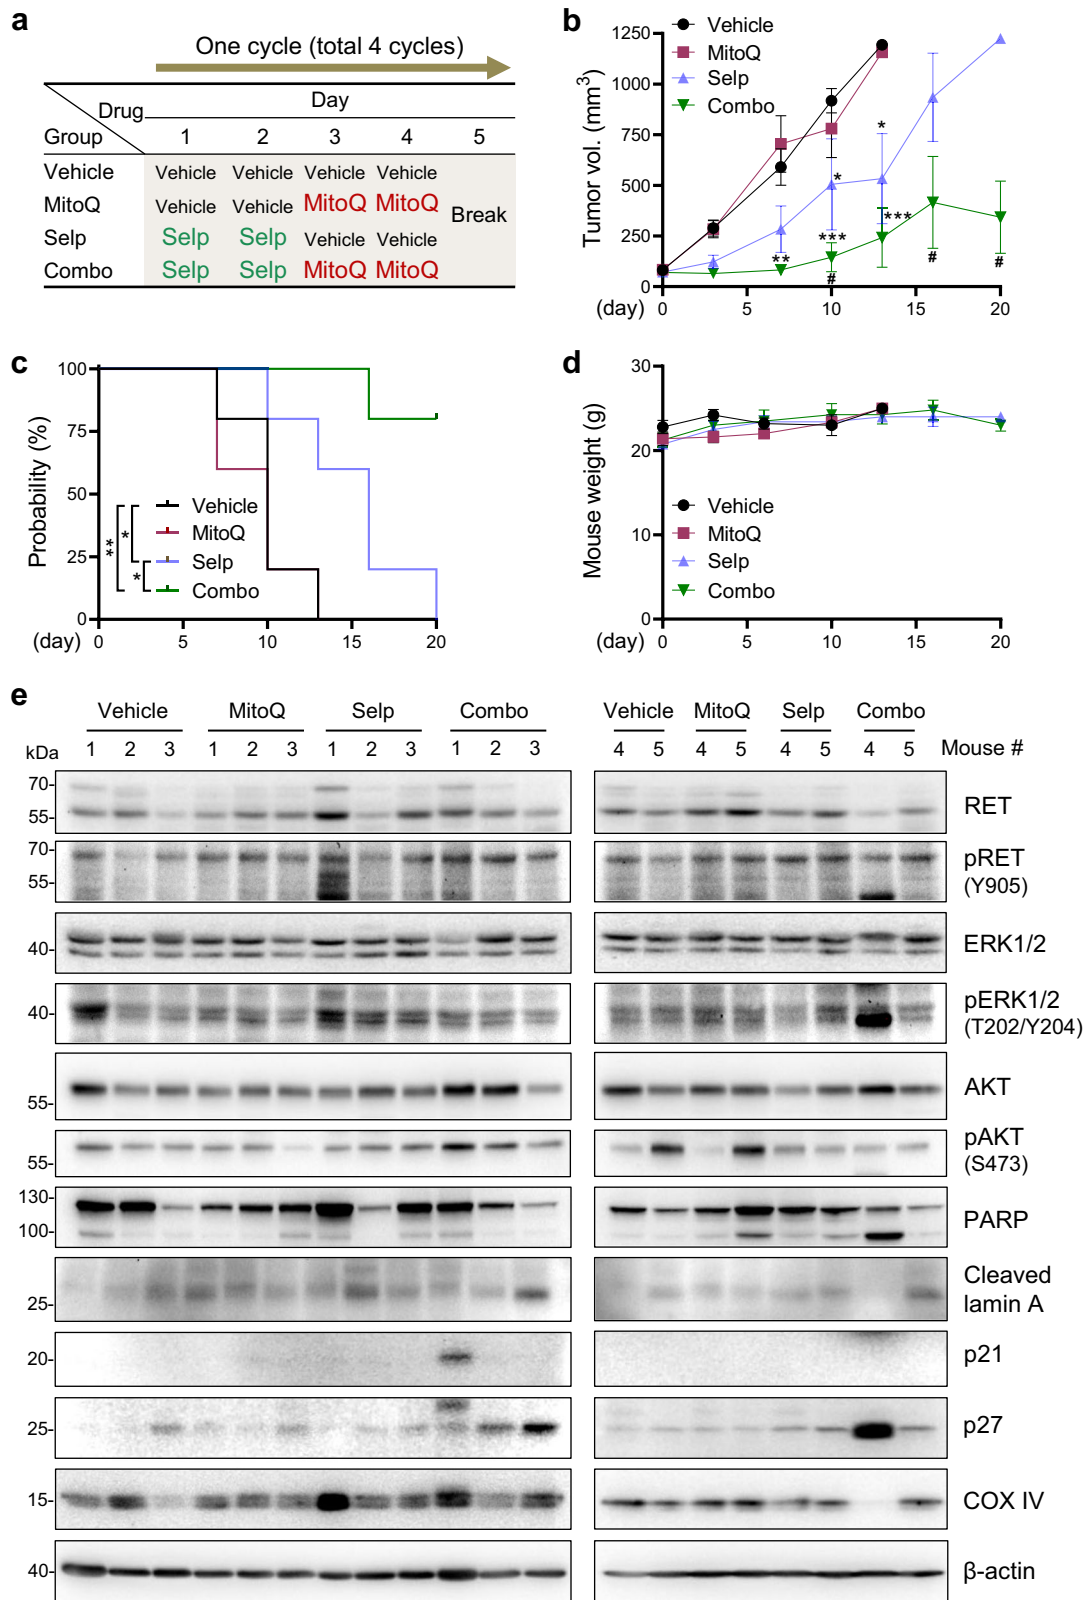 a
One cycle (total 4 cycles)
Drug
Day
Group 1 2 3 4 5
Vehicle Vehicle Vehicle Vehicle Vehicle
MitoQ Vehicle Vehicle MitoQ MitoQ
Break
Selp Selp Selp Vehicle Vehicle
Combo Selp Selp MitoQ MitoQ
b
Vehicle
MitoQ
Selp
Combo
Tumor vol. (mm³)
1250
1000
750
500
250
0
* 
*
***
***
**
# # #
(day) 0 5 10 15 20
c
Probability (%)
100
75
50
25
0
Vehicle
MitoQ
Selp
Combo
**
*
*
(day) 0 5 10 15 20
d
Mouse weight (g)
30
20
10
0
Vehicle
MitoQ
Selp
Combo
(day) 0 5 10 15 20
e
Vehicle MitoQ Selp Combo Vehicle MitoQ Selp Combo
kDa 1 2 3 1 2 3 1 2 3 1 2 3 4 5 4 5 4 5 4 5 Mouse #
70-
55-
RET
70-
55-
pRET
(Y905)
40-
ERK1/2
40-
pERK1/2
(T202/Y204)
55-
AKT
55-
pAKT
(S473)
130-
100-
PARP
25-
Cleaved
lamin A
20-
p21
25-
p27
15-
COX IV
40-
β-actin